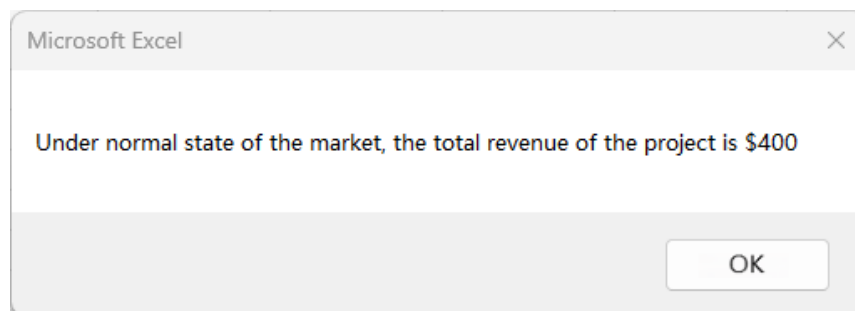 Microsoft Excel
Under normal state of the market, the total revenue of the project is $400
OK